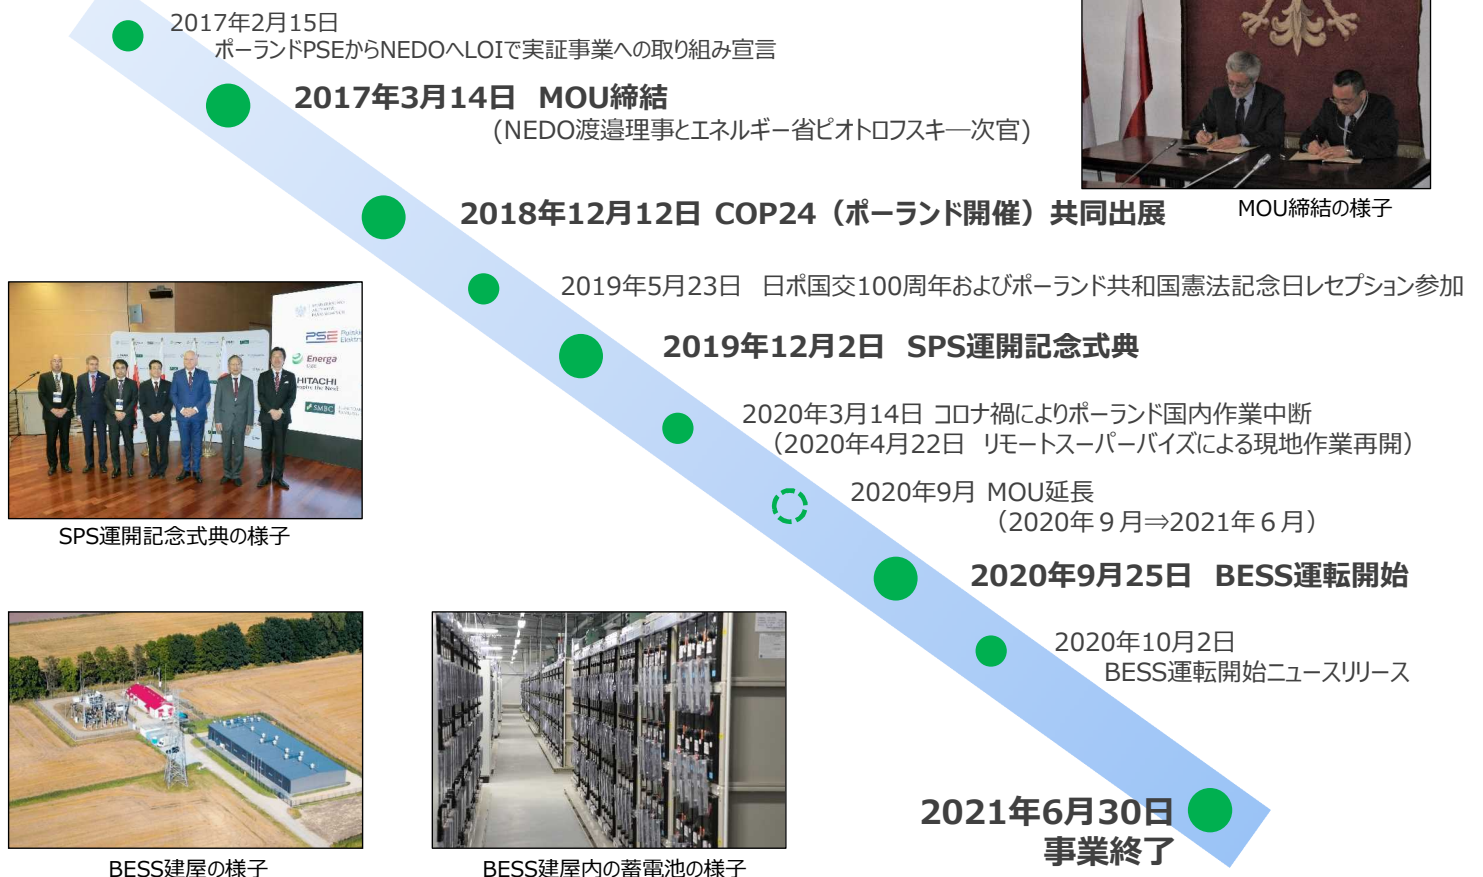 2017年2月15日
ポーランドPSEからNEDOへLOIで実証事業への取り組み宣言
2017年3月14日 MOU締結
(NEDO渡邉理事とエネルギー省ピオトロフスキ―次官)
MOU締結の様子
2018年12月12日 COP24（ポーランド開催）共同出展
2019年5月23日 日ポ国交100周年およびポーランド共和国憲法記念日レセプション参加
2019年12月2日 SPS運開記念式典
PSE
Energa
HITACHI
SMBC
SPS運開記念式典の様子
2020年3月14日 コロナ禍によりポーランド国内作業中断
（2020年4月22日 リモートスーパーバイズによる現地作業再開）
2020年9月 MOU延長
（2020年９月⇒2021年６月）
2020年9月25日 BESS運転開始
2020年10月2日
BESS運転開始ニュースリリース
2021年6月30日
事業終了
BESS建屋の様子
BESS建屋内の蓄電池の様子